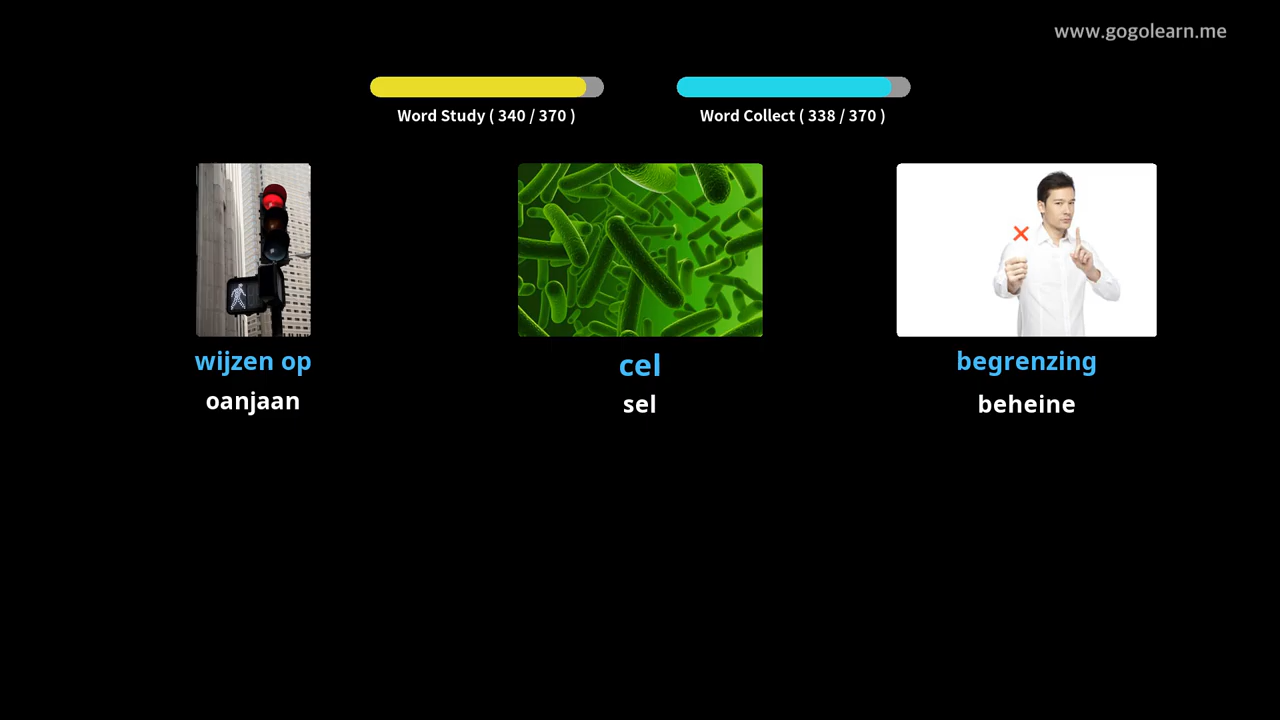 www.gogolearn.me
Word Study ( 340 / 370 )
Word Collect ( 338 / 370 )
wijzen op
oanjaan
cel
sel
begrenzing
beheine